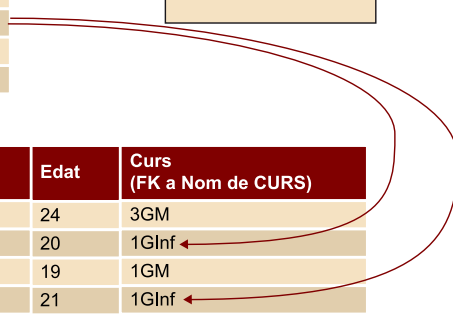 Edat Curs
(FK a Nom de CURS)
24 3GM
20 1GInf
19 1GM
21 1GInf